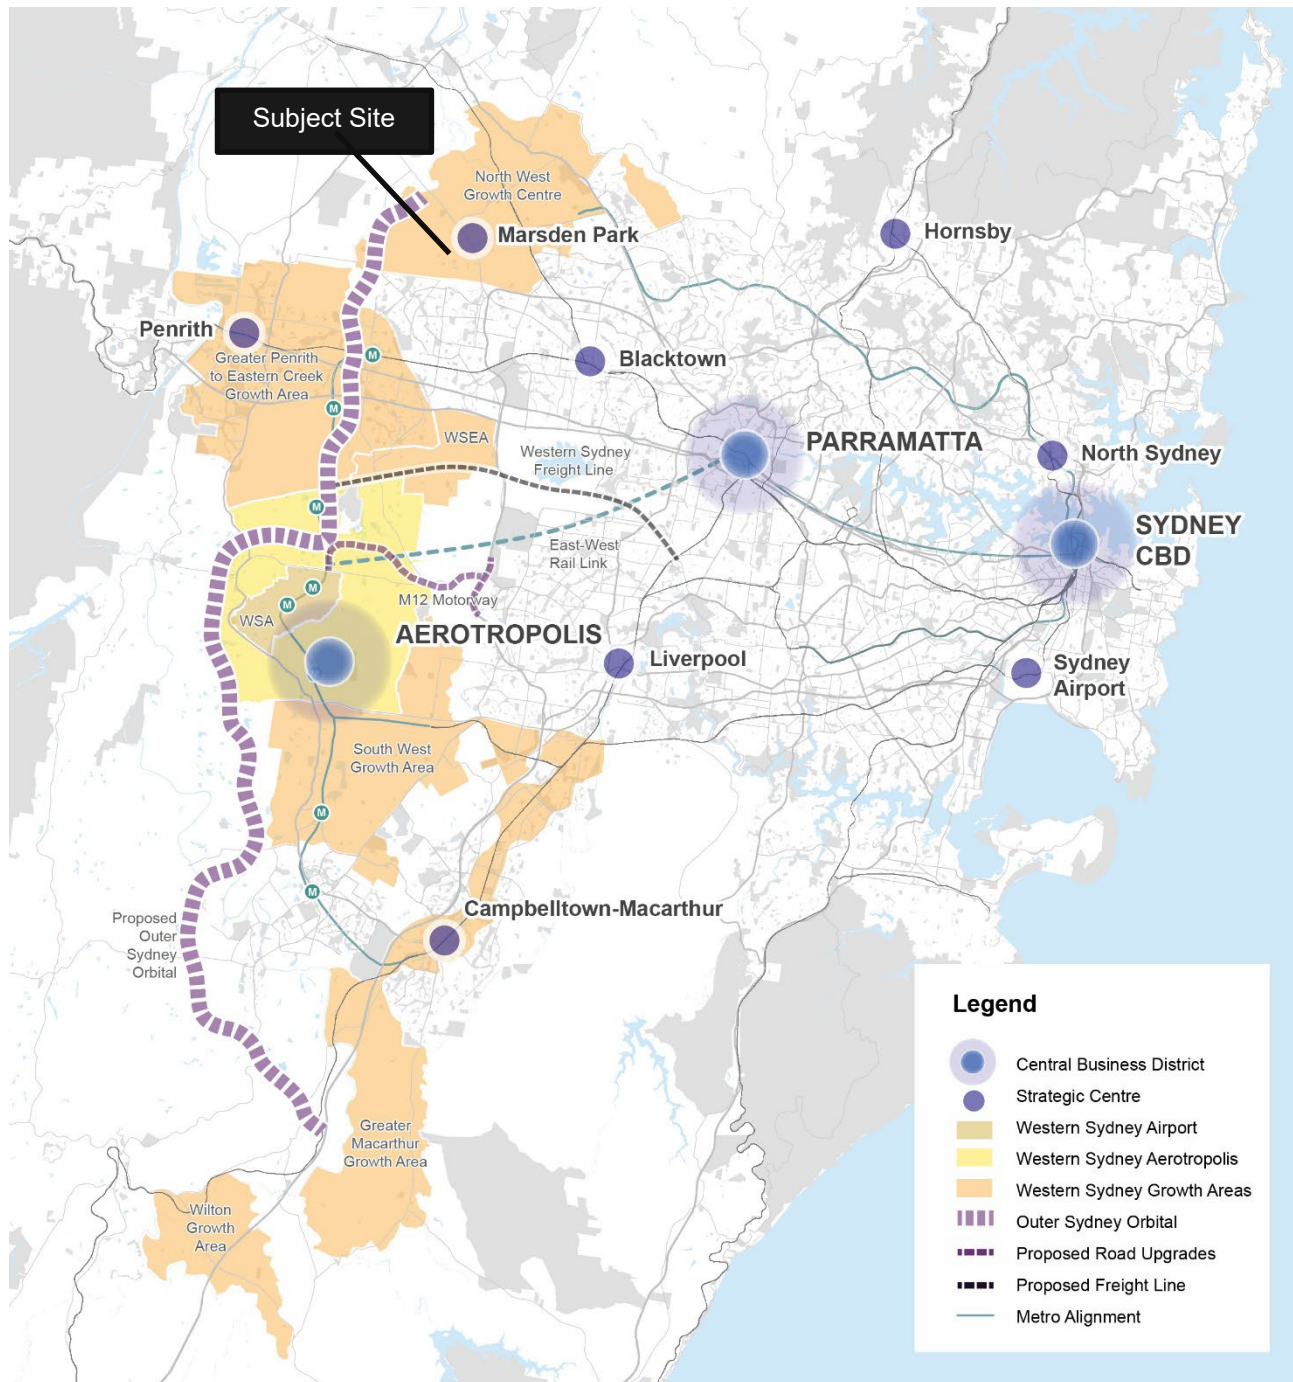 Subject Site
North West
Growth Centre
Marsden Park
Hornsby
Penrith
Greater Penrith
to Eastern Creek
Growth Area
M
Blacktown
M
WSEA
PARRAMATTA
Western Sydney
Freight Line
North Sydney
M
SYDNEY
CBD
East-West
Rail Link
M
M
M12 Motorway
WSA
AEROTROPOLIS
Liverpool
Sydney
Airport
South West
Growth Area
M
M
Campbelltown-Macarthur
Proposed
Outer
Sydney
Orbital
Greater
Macarthur
Growth Area
Wilton
Growth
Area
Legend
Central Business District
Strategic Centre
Western Sydney Airport
Western Sydney Aerotropolis
Western Sydney Growth Areas
Outer Sydney Orbital
Proposed Road Upgrades
Proposed Freight Line
Metro Alignment